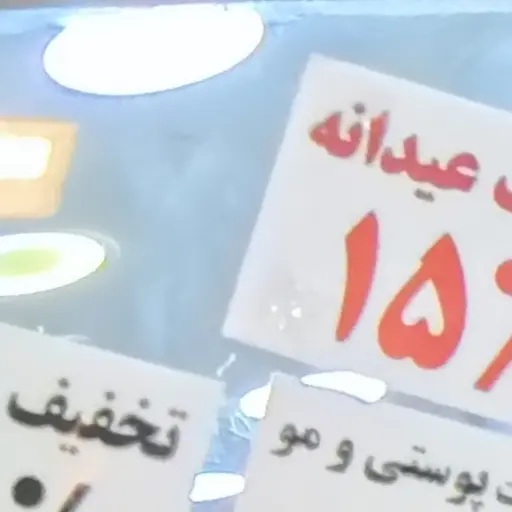 عیدانه
۱۵٪
پوستی و مو
تخفیف
٪